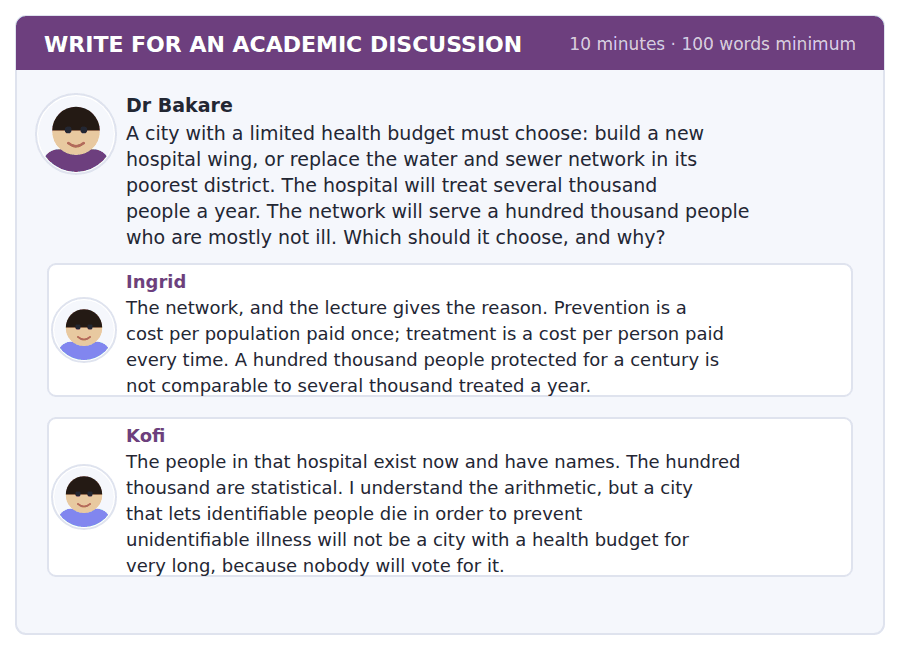 WRITE FOR AN ACADEMIC DISCUSSION
10 minutes · 100 words minimum
Dr Bakare
A city with a limited health budget must choose: build a new
hospital wing, or replace the water and sewer network in its
poorest district. The hospital will treat several thousand
people a year. The network will serve a hundred thousand people
who are mostly not ill. Which should it choose, and why?
Ingrid
The network, and the lecture gives the reason. Prevention is a
cost per population paid once; treatment is a cost per person paid
every time. A hundred thousand people protected for a century is
not comparable to several thousand treated a year.
Kofi
The people in that hospital exist now and have names. The hundred
thousand are statistical. I understand the arithmetic, but a city
that lets identifiable people die in order to prevent
unidentifiable illness will not be a city with a health budget for
very long, because nobody will vote for it.